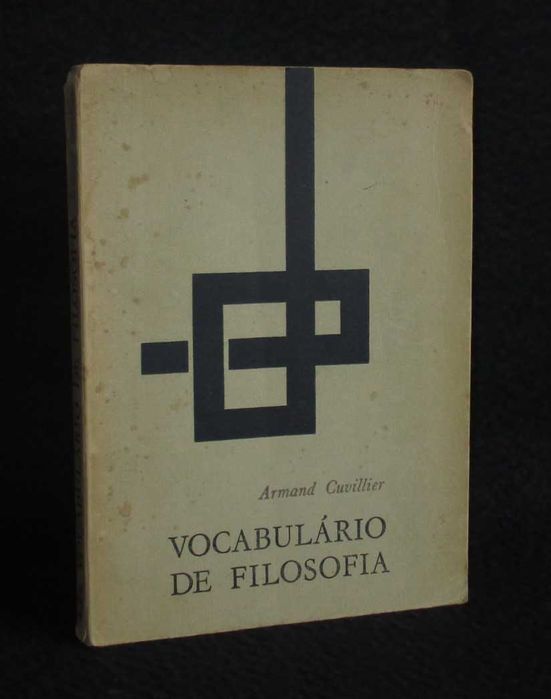 Armand Cuvillier
VOCABULÁRIO
DE FILOSOFIA